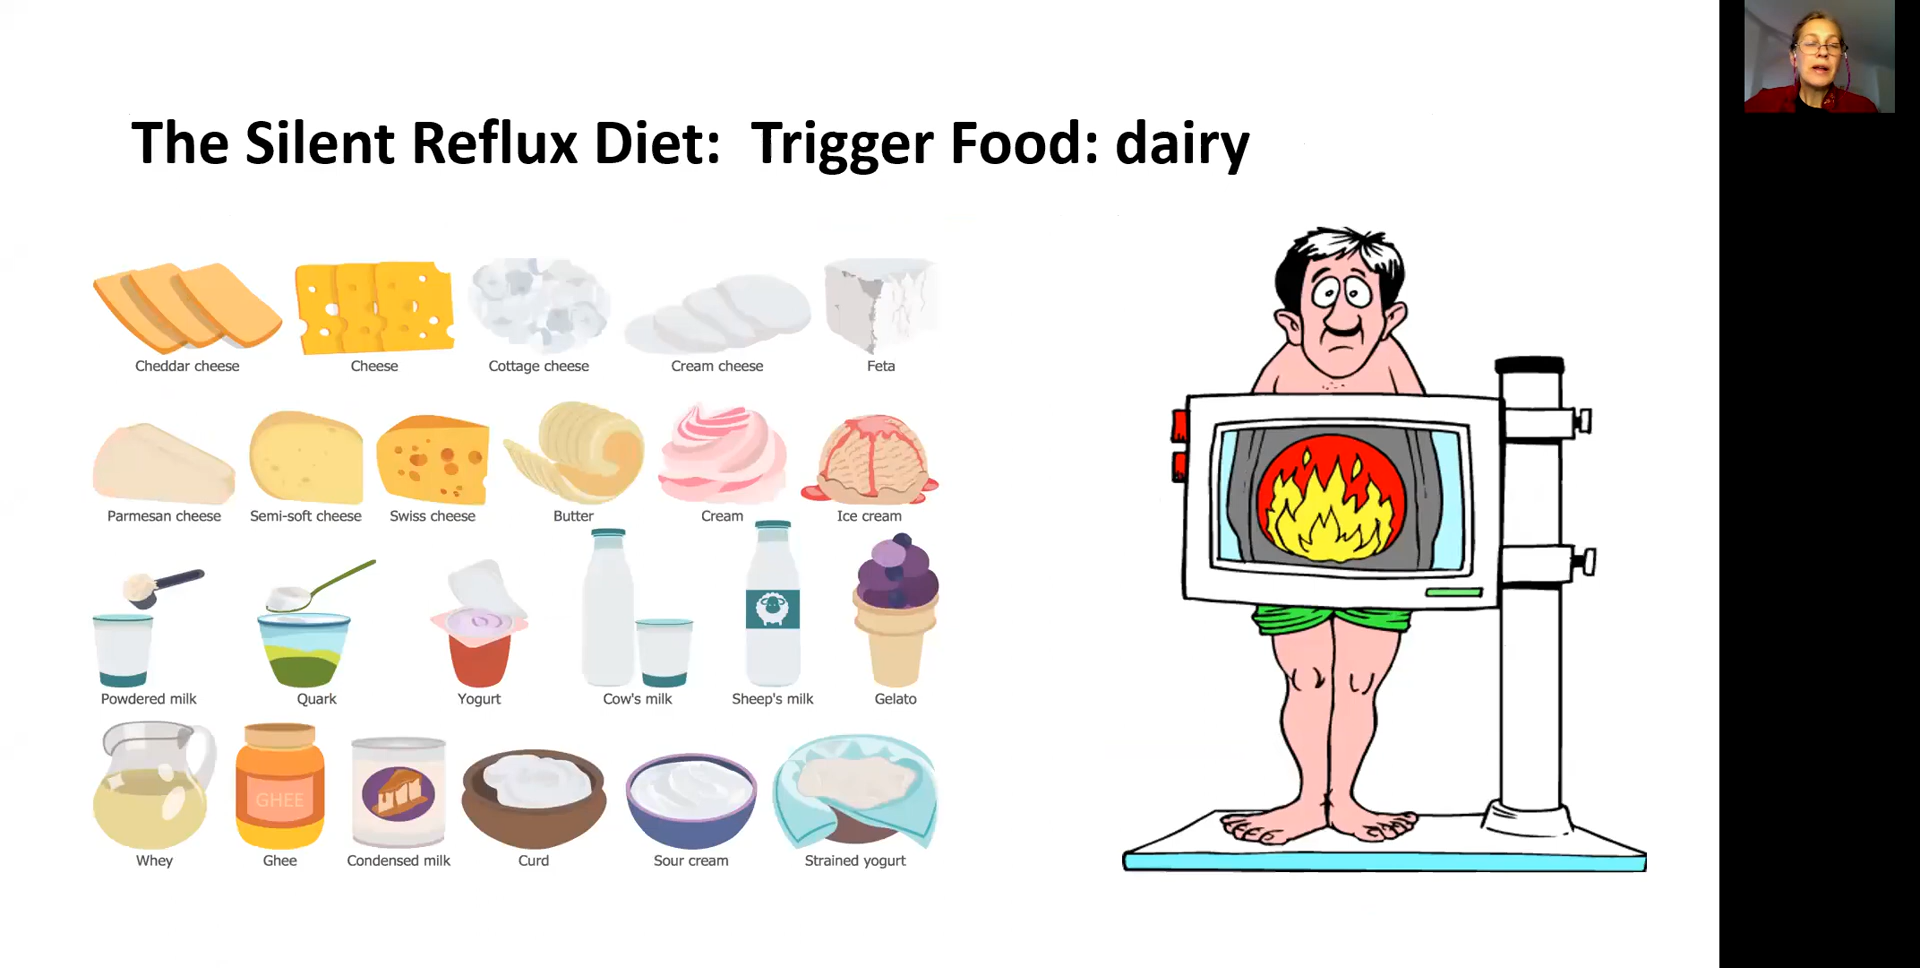 The Silent Reflux Diet:  Trigger Food: dairy
Cheddar cheese
Cheese
Cottage cheese
Cream cheese
Feta
Parmesan cheese
Semi-soft cheese
Swiss cheese
Butter
Cream
Ice cream
Powdered milk
Quark
Yogurt
Cow's milk
Sheep's milk
Gelato
GHEE
Whey
Ghee
Condensed milk
Curd
Sour cream
Strained yogurt